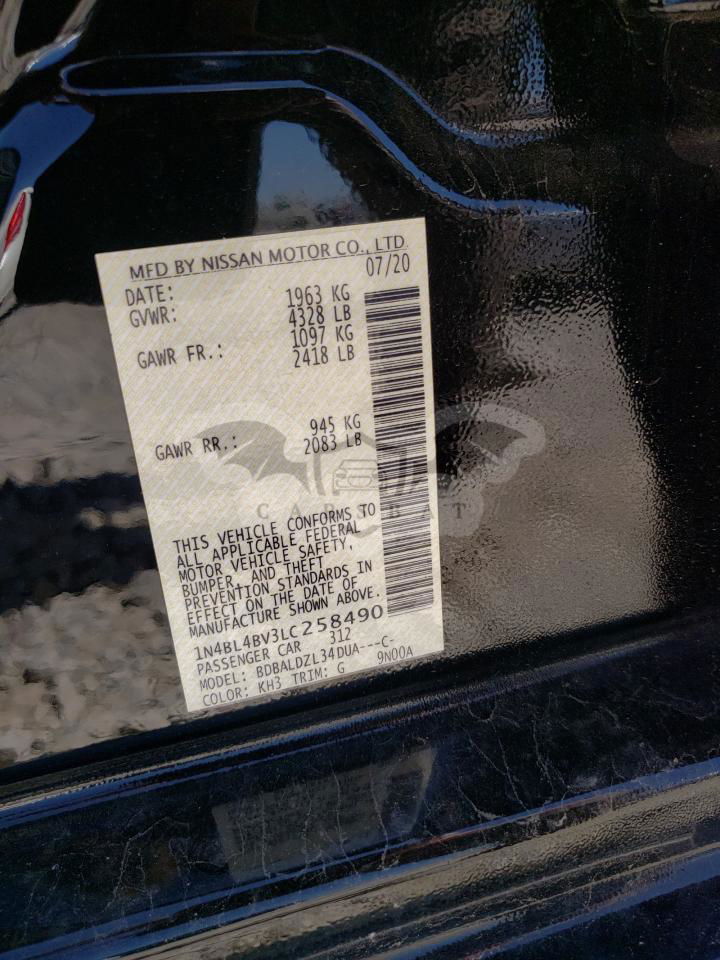 MFD BY NISSAN MOTOR CO., LTD.
DATE: 07/20
GVWR: 1963 KG
4328 LB
GAWR FR.: 1097 KG
2418 LB
GAWR RR.: 945 KG
2083 LB
CARSBAT
THIS VEHICLE CONFORMS TO
ALL APPLICABLE FEDERAL
MOTOR VEHICLE SAFETY,
BUMPER, AND THEFT
PREVENTION STANDARDS IN
EFFECT ON THE DATE OF
MANUFACTURE SHOWN ABOVE.
1N4BL4BV3LC258490
PASSENGER CAR 312
MODEL: BDBALDZL34DUA---C-
COLOR: KH3 TRIM: G 9N00A